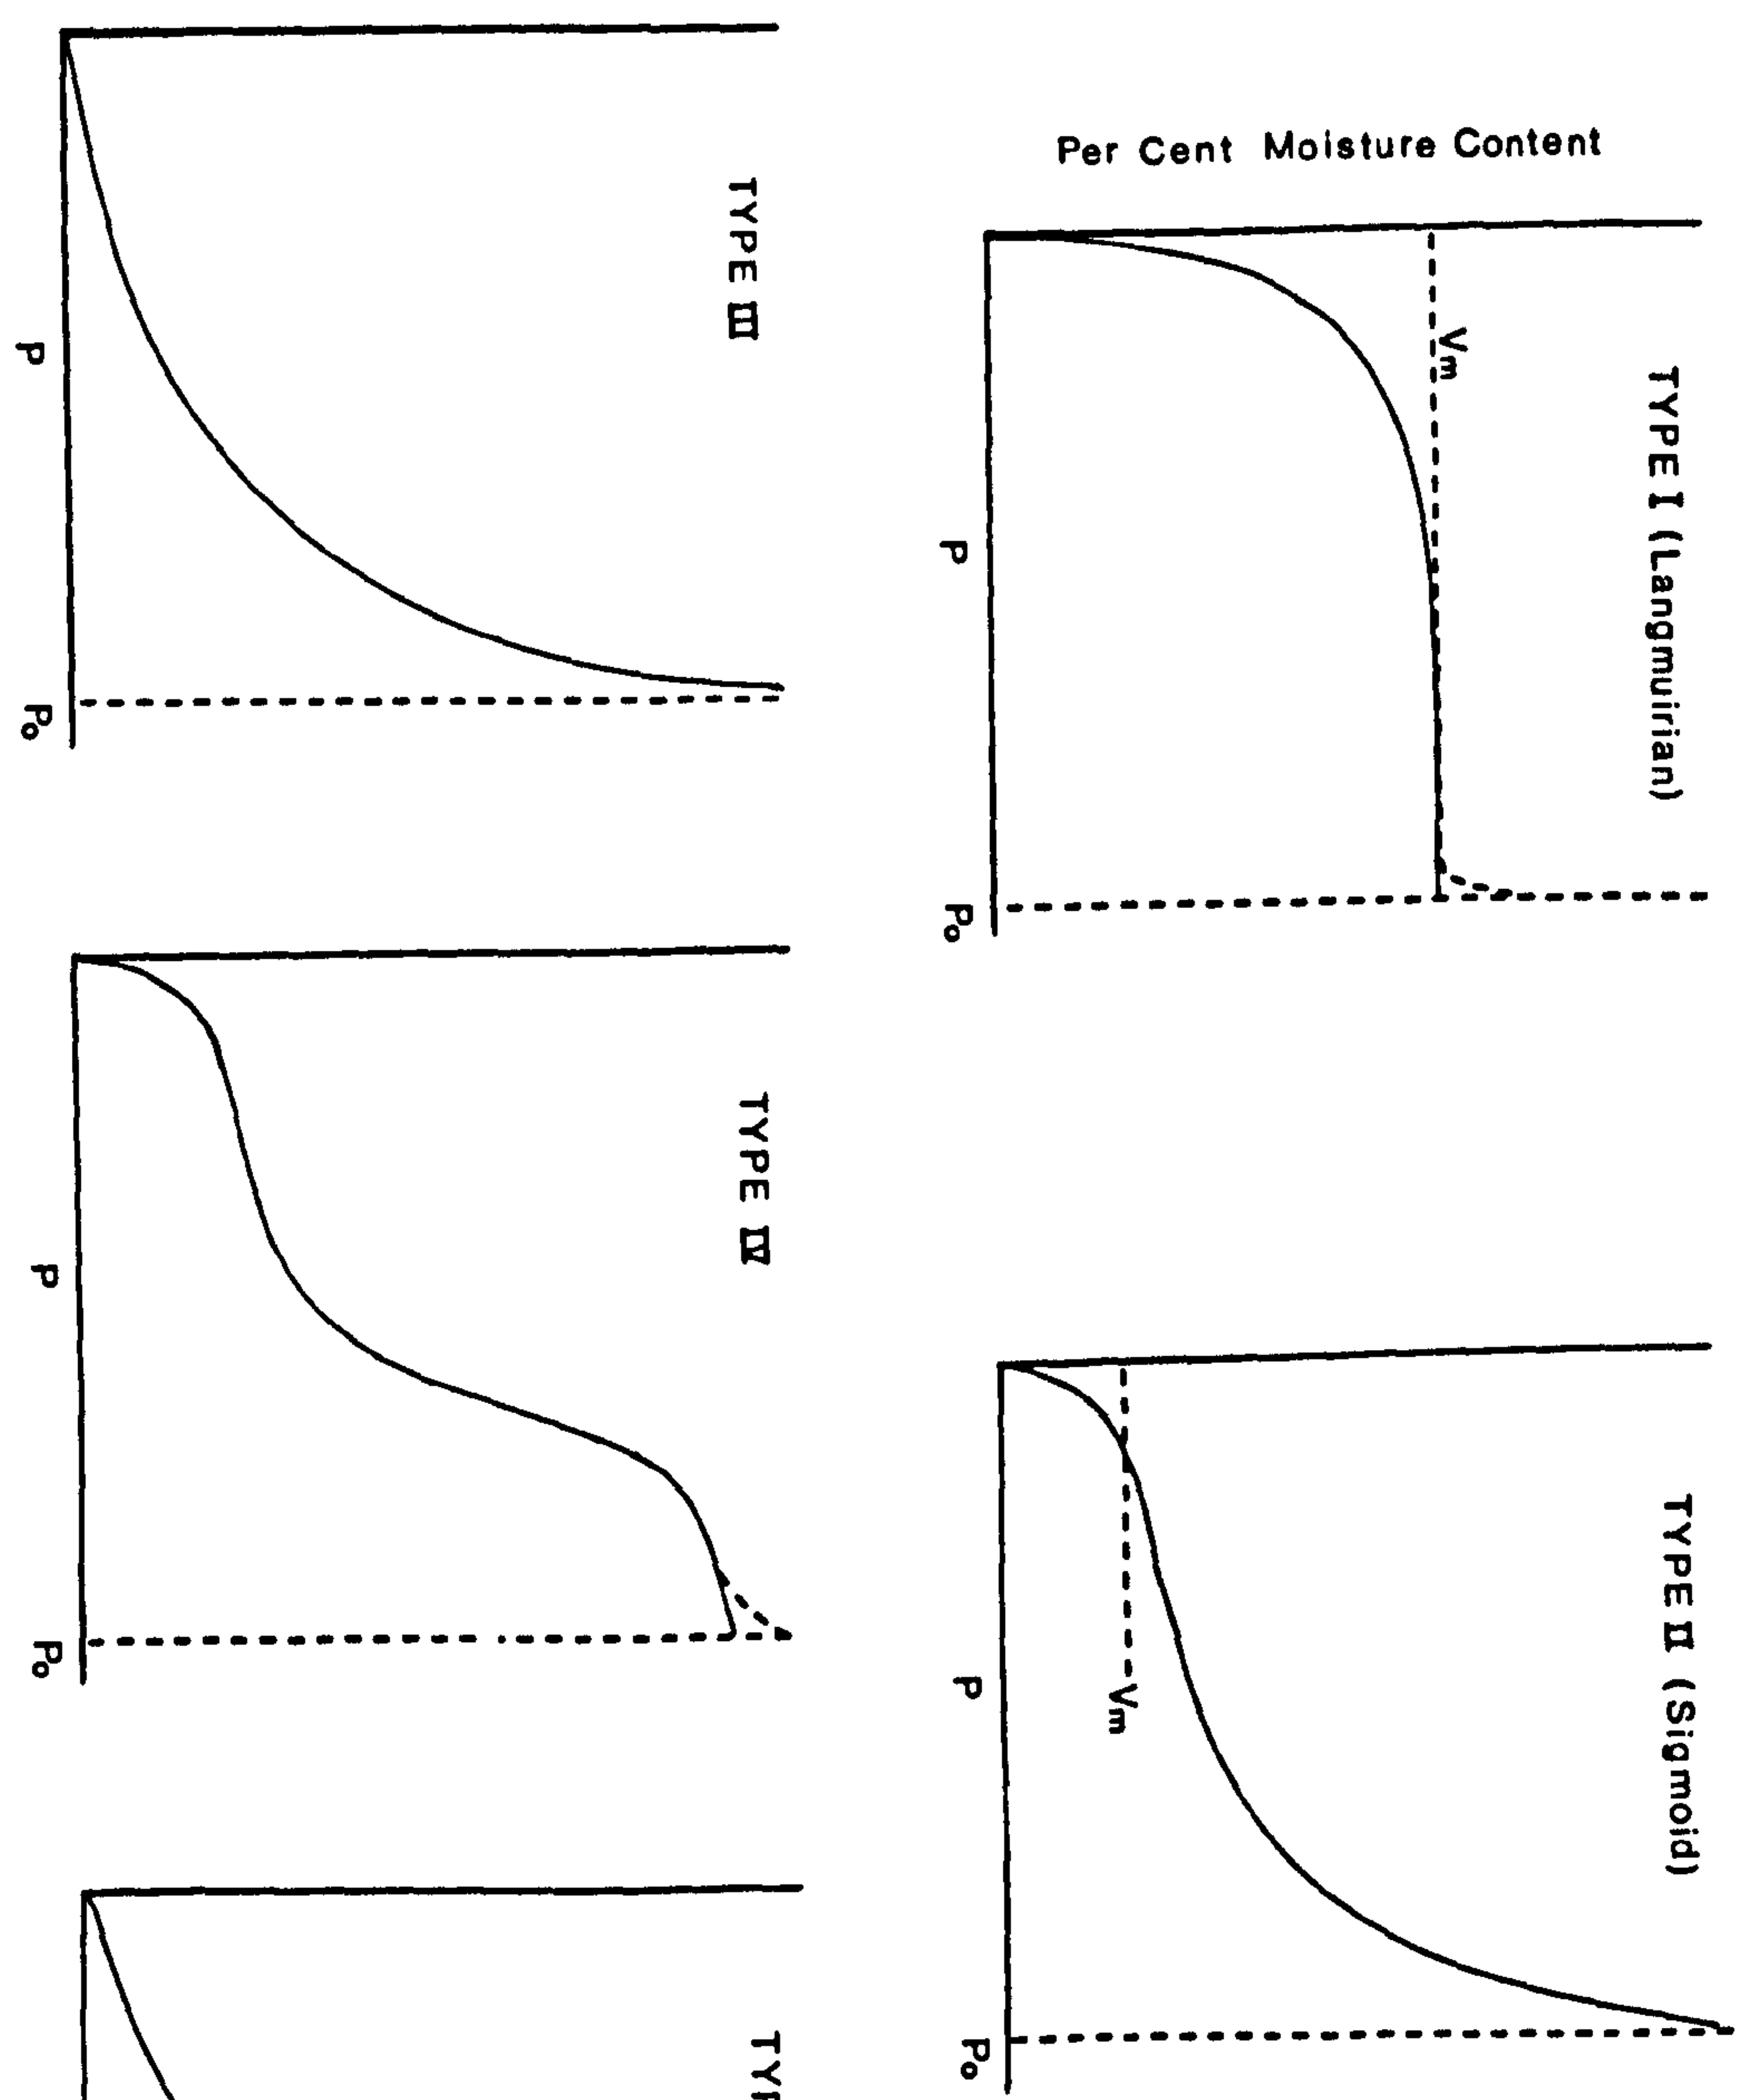 Per Cent Moisture Content
TYPE I (Langmuirian)
Vm
P
Po
TYPE II (Sigmoid)
Vm
P
Po
TYPE III
P
Po
TYPE IV
P
Po